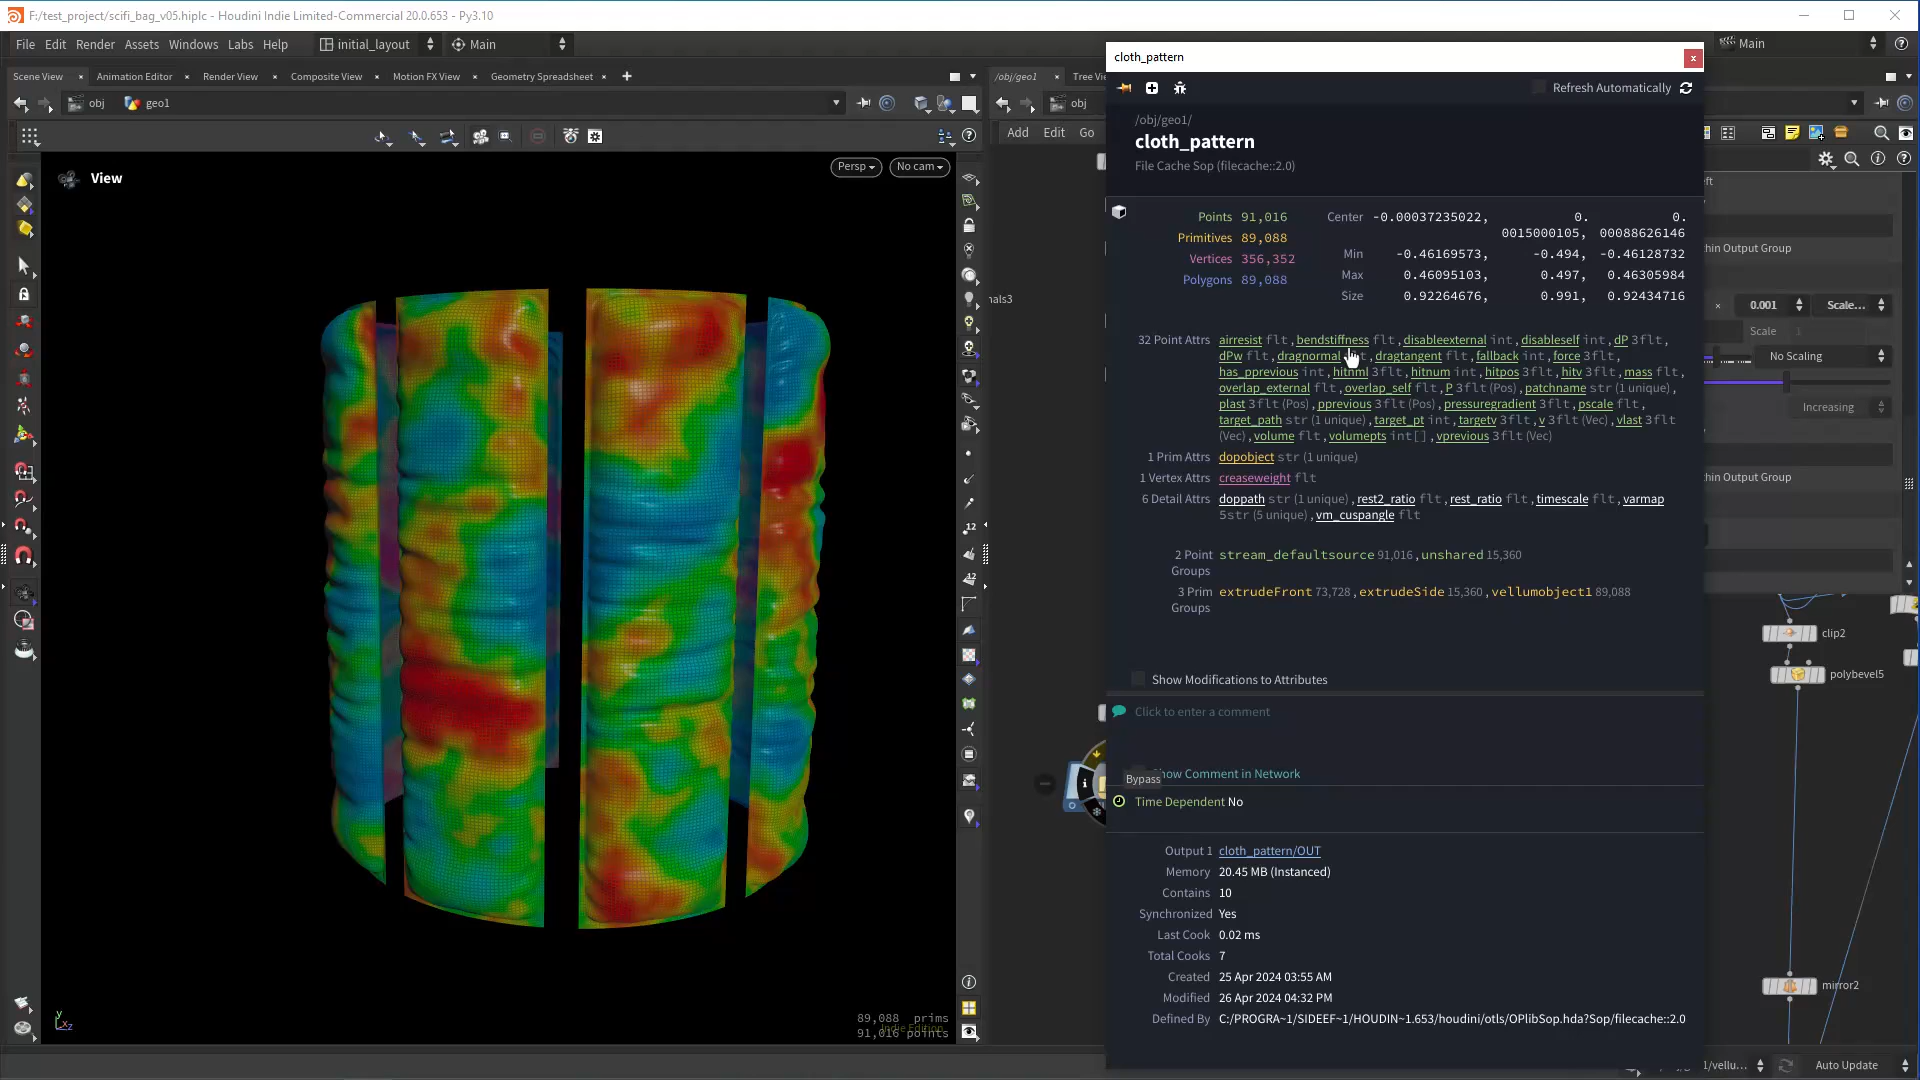 F:/test_project/scifi_bag_v05.hiplc - Houdini Indie Limited-Commercial 20.0.653 - Py3.10
File Edit Render Assets Windows Labs Help initial_layout Main
Main
Scene View Animation Editor Render View Composite View Motion FX View Geometry Spreadsheet
/obj/geo1 Tree Vie
obj geo1
obj
Add Edit Go
View
Persp No cam
cloth_pattern
Refresh Automatically
/obj/geo1/
cloth_pattern
File Cache Sop (filecache::2.0)
Points 91,016
Primitives 89,088
Vertices 356,352
Polygons 89,088
Center -0.00037235022, 0.0015000105, 0.00088626146
Min -0.46169573, -0.494, -0.46128732
Max 0.46095103, 0.497, 0.46305984
Size 0.92264676, 0.991, 0.92434716
32 Point Attrs airresist flt, bendstiffness flt, disableexternal int, disableself int, dP 3flt,
dPw flt, dragnormal, dragtangent flt, fallback int, force 3flt,
has_pprevious int, hitnml 3flt, hitnum int, hitpos 3flt, hitv 3flt, mass flt,
overlap_external flt, overlap_self flt, P 3flt (Pos), patchname str (1 unique),
plast 3flt (Pos), pprevious 3flt (Pos), pressuregradient 3flt, pscale flt,
target_path str (1 unique), target_pt int, targetv 3flt, v 3flt (Vec), vlast 3flt
(Vec), volume flt, volumepts int[], vprevious 3flt (Vec)
1 Prim Attrs dopobject str (1 unique)
1 Vertex Attrs creaseweight flt
6 Detail Attrs doppath str (1 unique), rest2_ratio flt, rest_ratio flt, timescale flt, varmap
5str (5 unique), vm_cuspangle flt
2 Point Groups stream_defaultsource 91,016, unshared 15,360
3 Prim Groups extrudeFront 73,728, extrudeSide 15,360, vellumobject1 89,088
Show Modifications to Attributes
Click to enter a comment
Show Comment in Network
Bypass
Time Dependent No
Output 1 cloth_pattern/OUT
Memory 20.45 MB (Instanced)
Contains 10
Synchronized Yes
Last Cook 0.02 ms
Total Cooks 7
Created 25 Apr 2024 03:55 AM
Modified 26 Apr 2024 04:32 PM
Defined By C:/PROGRA~1/SIDEEF~1/HOUDIN~1.653/houdini/otls/OPlibSop.hda?Sop/filecache::2.0
nals3
ft
hin Output Group
0.001 Scale...
Scale 1
No Scaling
Increasing
hin Output Group
clip2
polybevel5
mirror2
12
12
y
x
z
89,088 prims
Indie Edition
91,016 points
1/vellu...
Auto Update